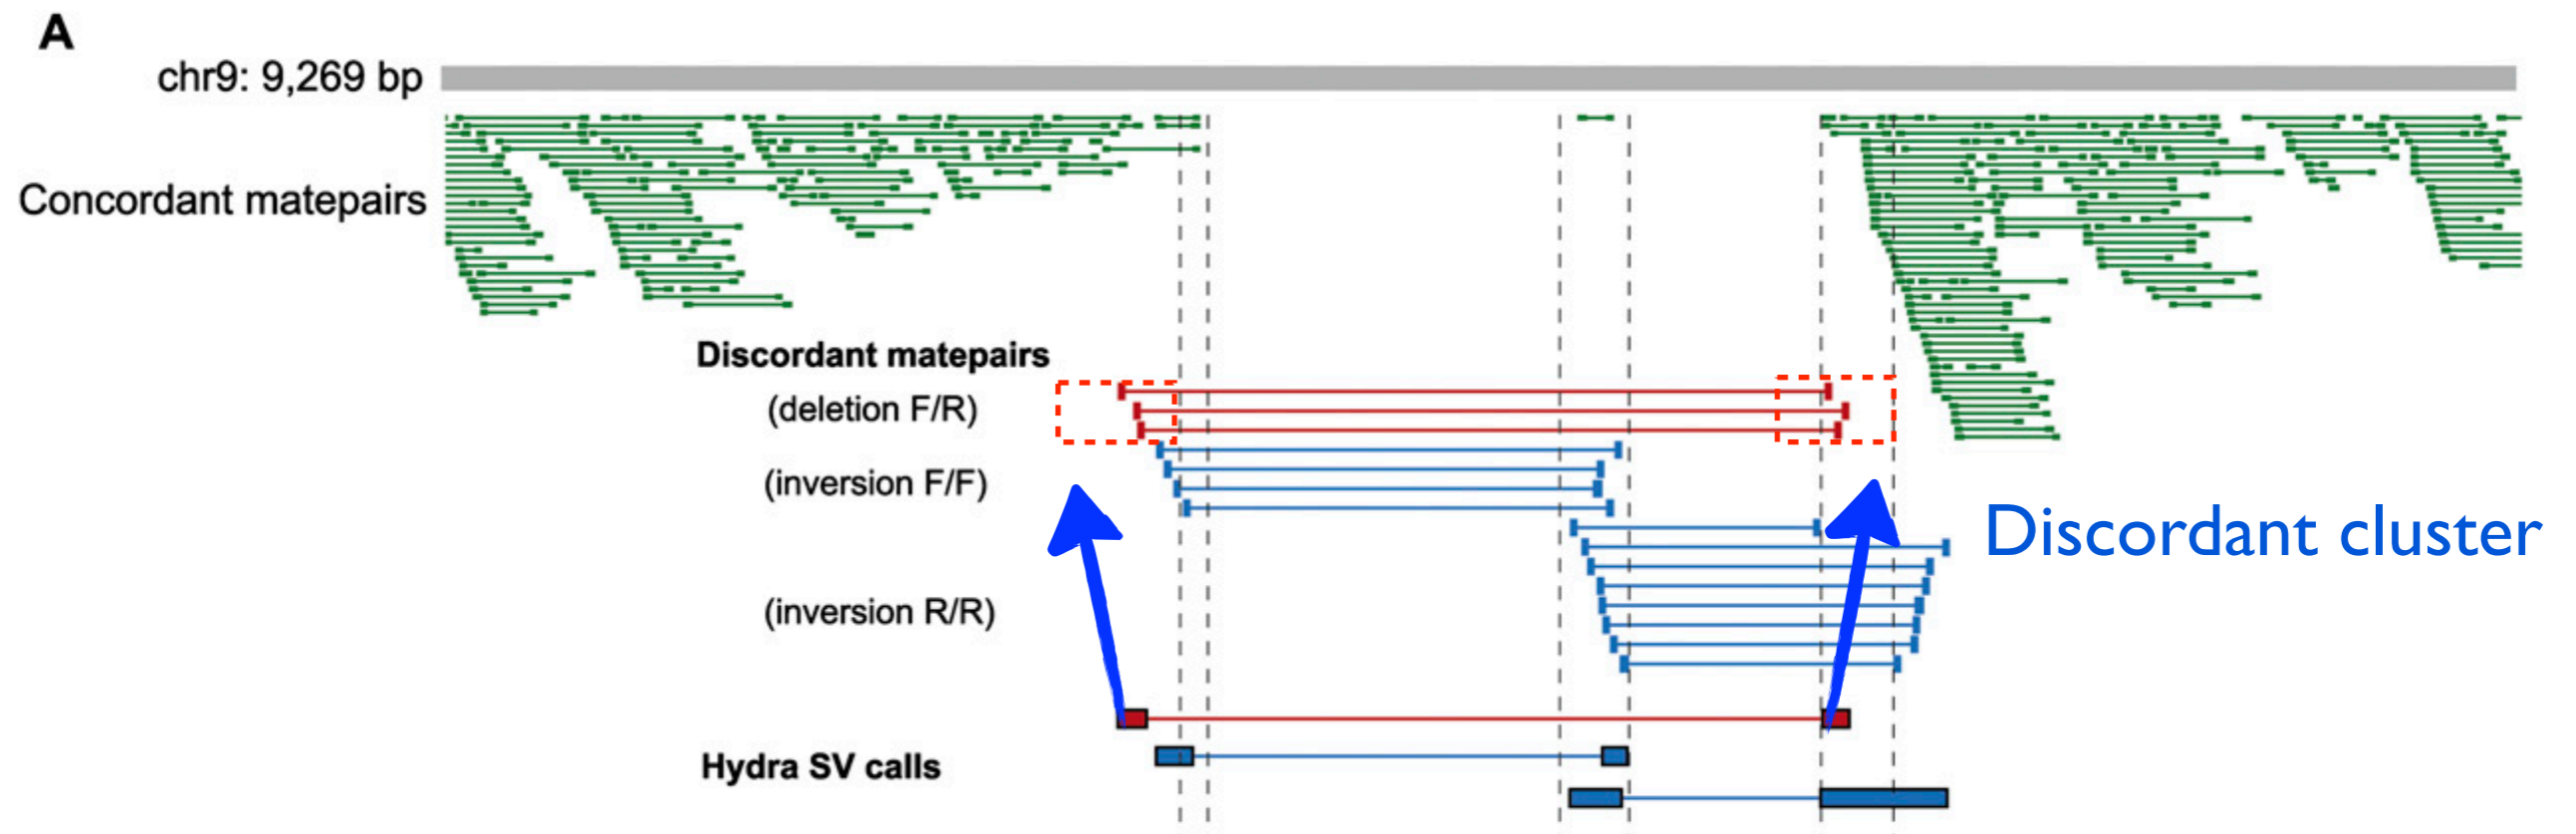 A
chr9: 9,269 bp
Concordant matepairs
Discordant matepairs
(deletion F/R)
(inversion F/F)
Discordant cluster
(inversion R/R)
Hydra SV calls